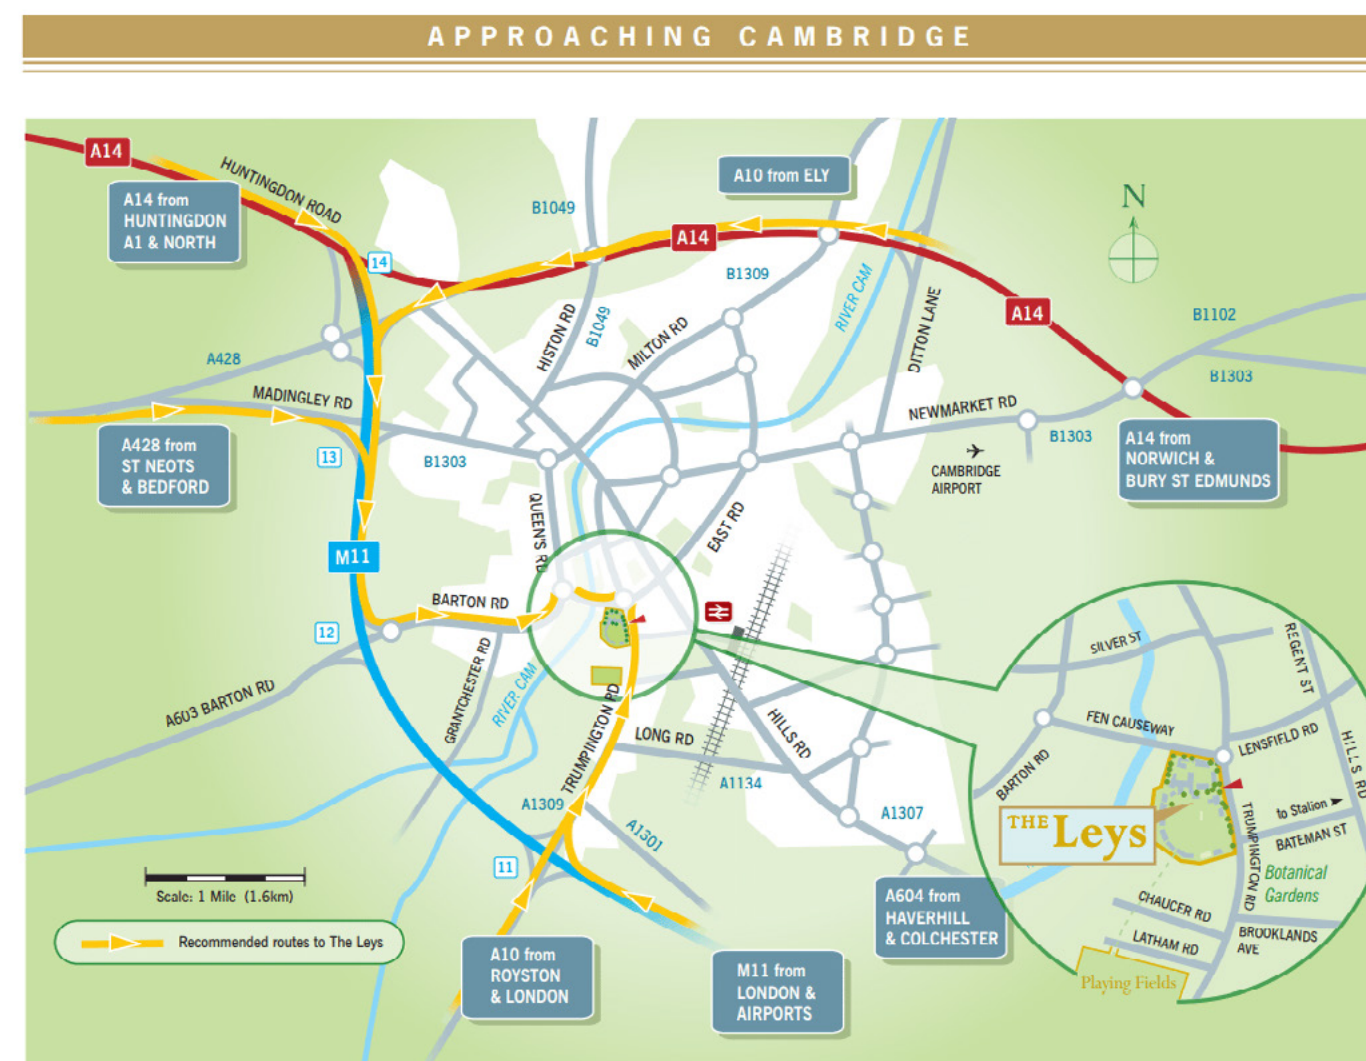 APPROACHING CAMBRIDGE
A14
HUNTINGDON ROAD
A14 from
HUNTINGDON
A1 & NORTH
14
B1049
A14
A10 from ELY
N
B1309
RIVER CAM
DITTON LANE
A14
B1102
B1303
HISTON RD
B1049
MILTON RD
A428
MADINGLEY RD
NEWMARKET RD
B1303
A428 from
ST NEOTS
& BEDFORD
13
B1303
CAMBRIDGE
AIRPORT
A14 from
NORWICH &
BURY ST EDMUNDS
QUEEN'S RD
EAST RD
M11
BARTON RD
12
GRANTCHESTER RD
RIVER CAM
A603 BARTON RD
TRUMPINGTON RD
LONG RD
HILLS RD
A1134
A1309
A1301
A1307
11
Scale: 1 Mile (1.6km)
Recommended routes to The Leys
A10 from
ROYSTON
& LONDON
M11 from
LONDON &
AIRPORTS
A604 from
HAVERHILL
& COLCHESTER
SILVER ST
REGENT ST
FEN CAUSEWAY
LENSFIELD RD
HILLS RD
BARTON RD
THE Leys
to Station
TRUMPINGTON RD
BATEMAN ST
Botanical
Gardens
CHAUCER RD
LATHAM RD
BROOKLANDS
AVE
Playing Fields